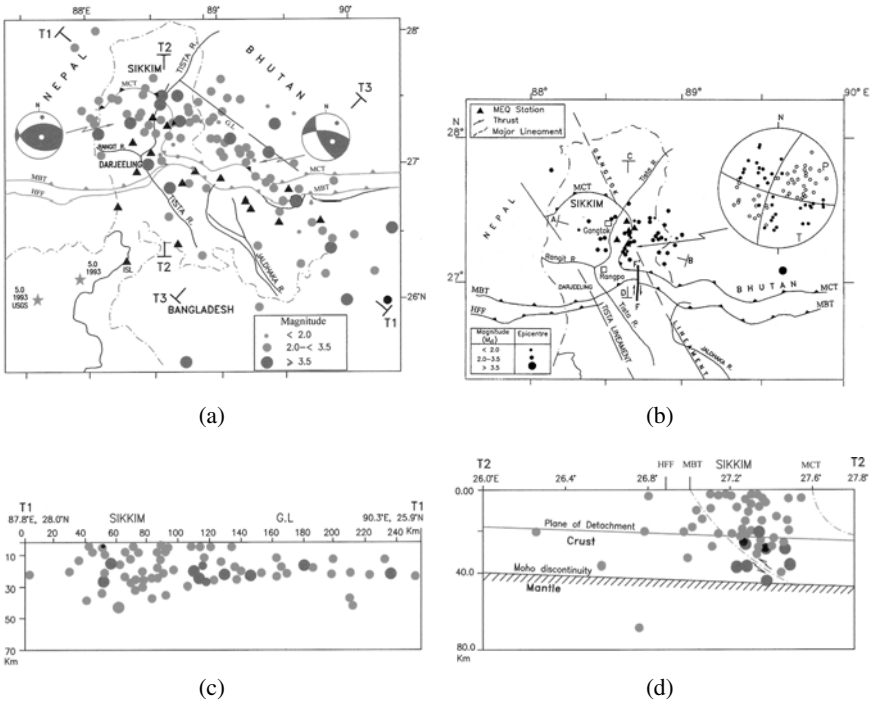 88°E 89 90°
T1 T2 28°
SIKKIM
TISTA R.
BHUTAN
NEPAL
MCT
T3
N
N
G.L
RANGIT R.
DARJEELING
27
MCT
MBT
MBT
HFF
TISTA R.
JALDHAKA R.
T2
5.0
1993
USGS
5.0
1993
ISL
T3
BANGLADESH
26°N
T1
Magnitude
< 2.0
2.0-< 3.5
⩾ 3.5
(a)
88° 89° 90° E
N
28°
▲ MEQ Station
Thrust
Major Lineament
N
P
T
C
GANGTOK
Tista R.
NEPAL
MCT
SIKKIM
A
Gangtok
B
Rangit R.
Rangpo
27°
E
BHUTAN
MBT
DARJEELING
D
MCT
HFF
F
MBT
TISTA LINEAMENT
Tista R.
LINEAMENT
JALDHAKA R.
Magnitude (Md) Epicentre
< 2.0
2.0-3.5
> 3.5
(b)
T1 T1
87.8°E, 28.0°N SIKKIM G.L 90.3°E, 25.9°N
0 20 40 60 80 100 120 140 160 180 200 220 240 Km
10
30
50
70
Km
(c)
T2 HFF MBT SIKKIM MCT T2
26.0°E 26.4 26.8 27.2 27.6 27.8°
0.00
Plane of Detachment
Crust
Moho discontinuity
40.0
Mantle
80.0
Km
(d)